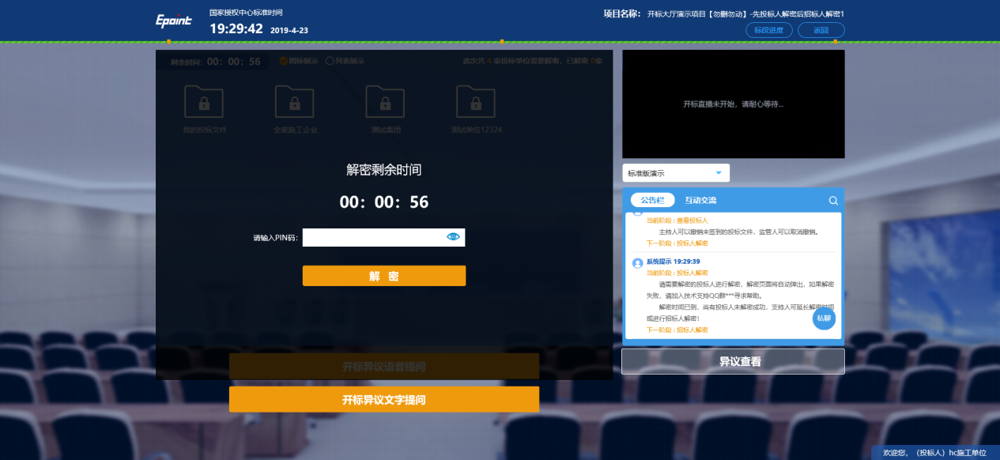 Epoint
国家授权中心标准时间
19:29:42 2019-4-23
项目名称： 开标大厅演示项目【勿删勿动】-先投标人解密后招标人解密1
标段进度 返回
剩余时间：00：00：56 图标展示 列表展示 此次共 4 家投标单位需要解密，已解密 0家
我的投标文件 全能施工企业 测试集团 测试单位12324
解密剩余时间
00：00：56
请输入PIN码：
解 密
开标异议语音提问
开标异议文字提问
开标直播未开始，请耐心等待...
标准版演示
公告栏 互动交流
当前阶段：查看投标人
主持人可以撤销未签到的投标文件，监管人可以取消撤销。
下一阶段：投标人解密
系统提示 19:29:39
当前阶段：投标人解密
请需要解密的投标人进行解密，解密页面将自动弹出，如果解密
失败，请加入技术支持QQ群***寻求帮助。
解密时间已到，尚有投标人未解密成功，支持人可延长解密时间
或进行招标人解密！
下一阶段：招标人解密
私聊
异议查看
欢迎您，（投标人）hc施工单位